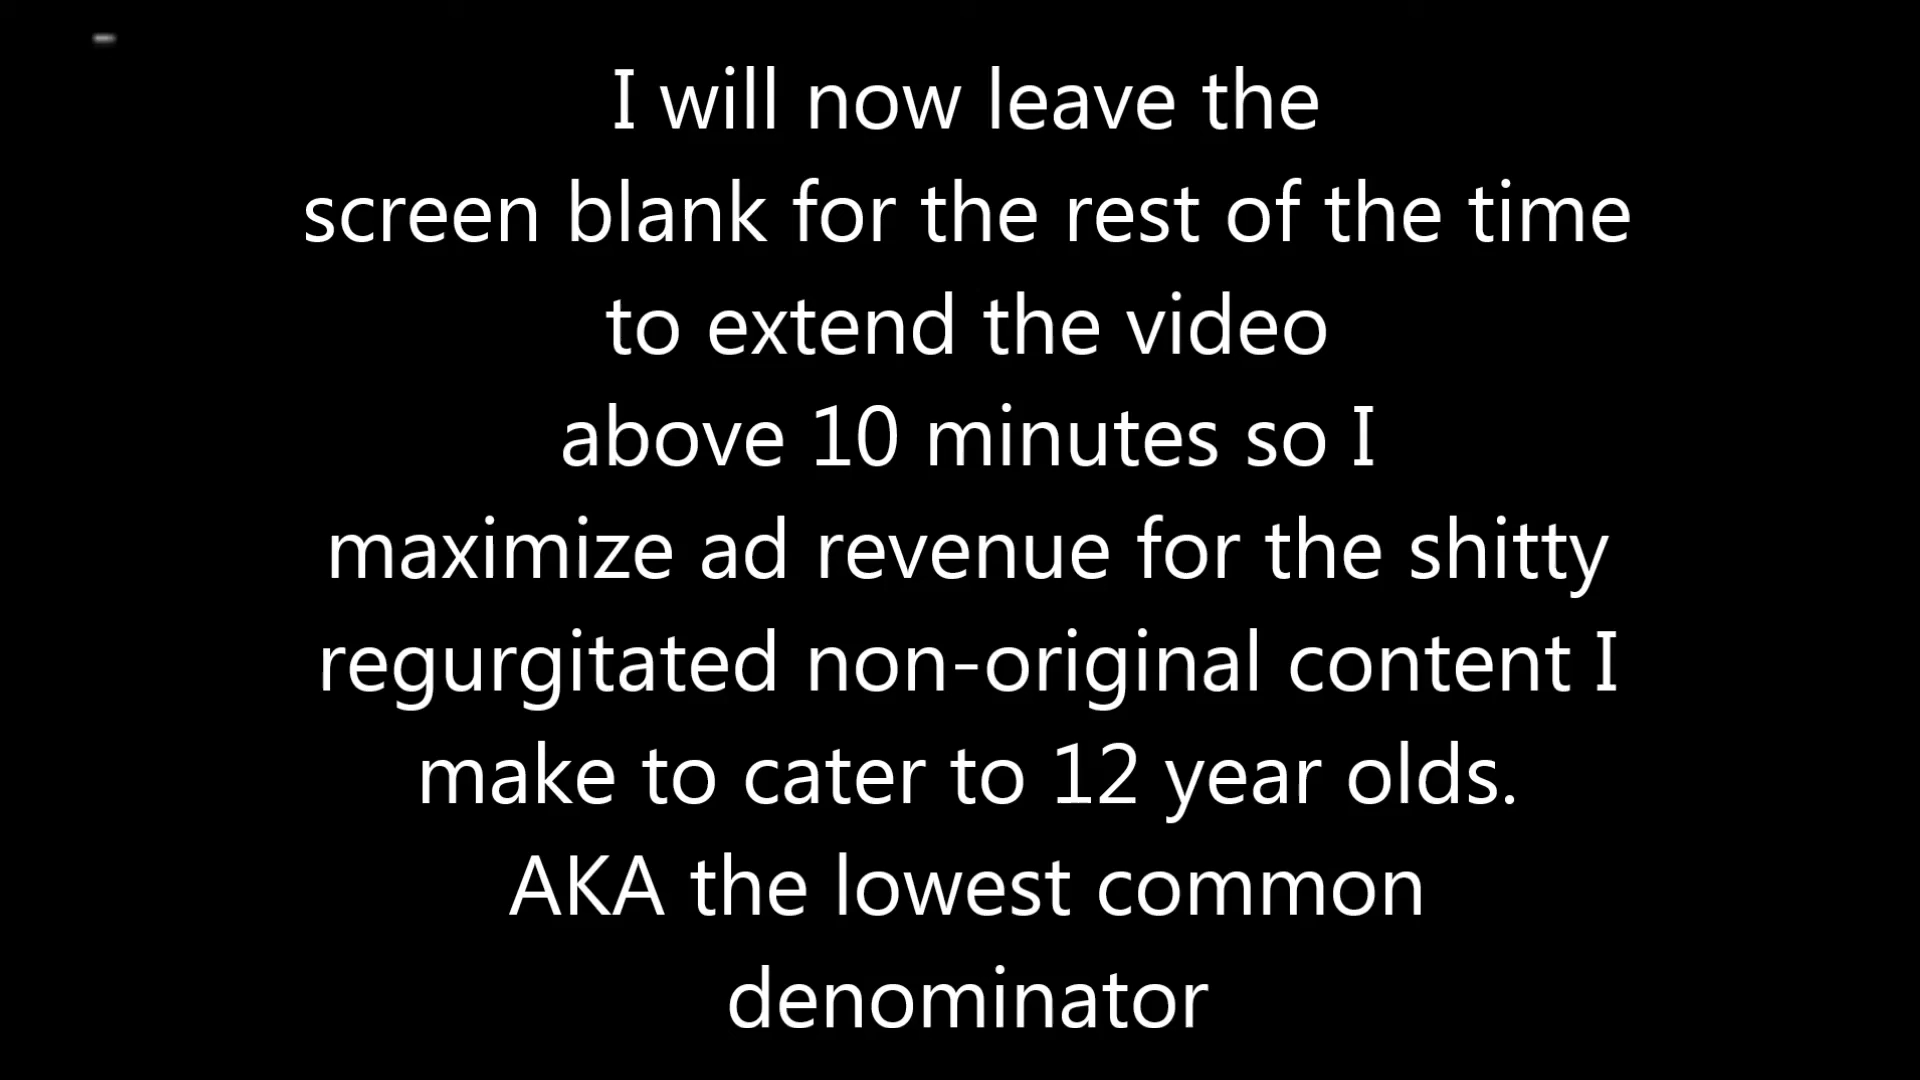 I will now leave the
screen blank for the rest of the time
to extend the video
above 10 minutes so I
maximize ad revenue for the shitty
regurgitated non-original content I
make to cater to 12 year olds.
AKA the lowest common
denominator